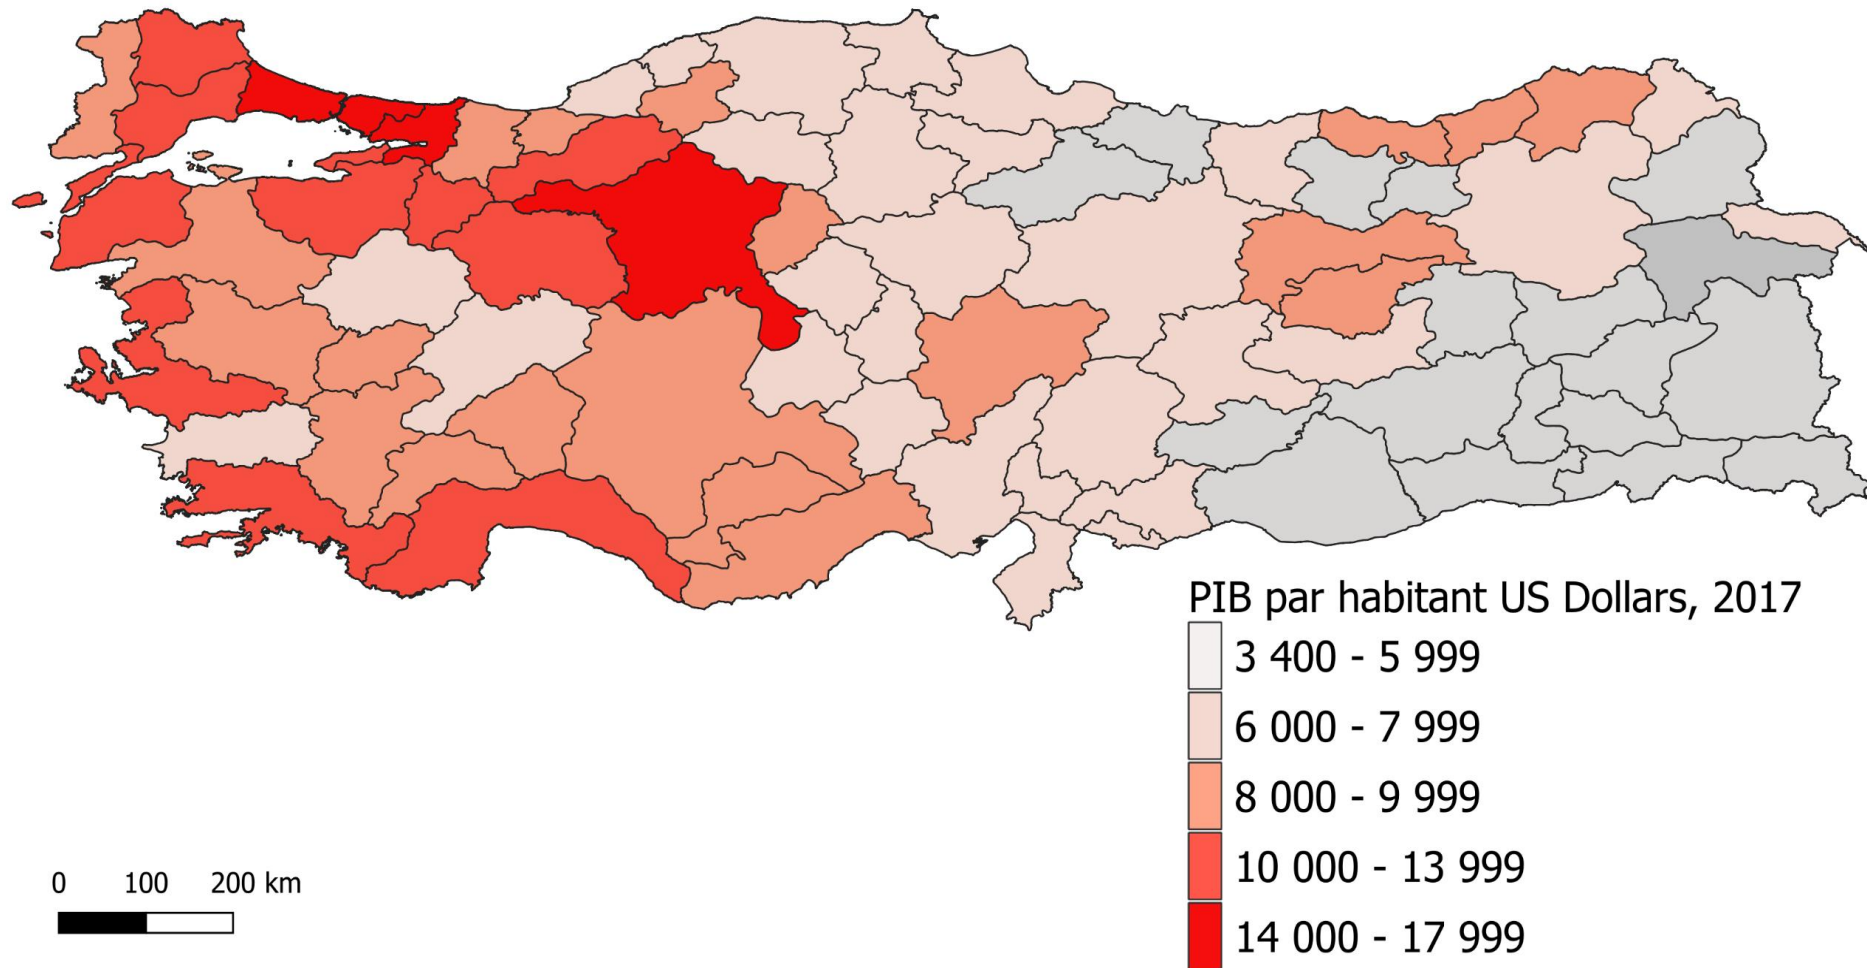 PIB par habitant US Dollars, 2017
3 400 - 5 999
6 000 - 7 999
8 000 - 9 999
10 000 - 13 999
14 000 - 17 999
0 100 200 km